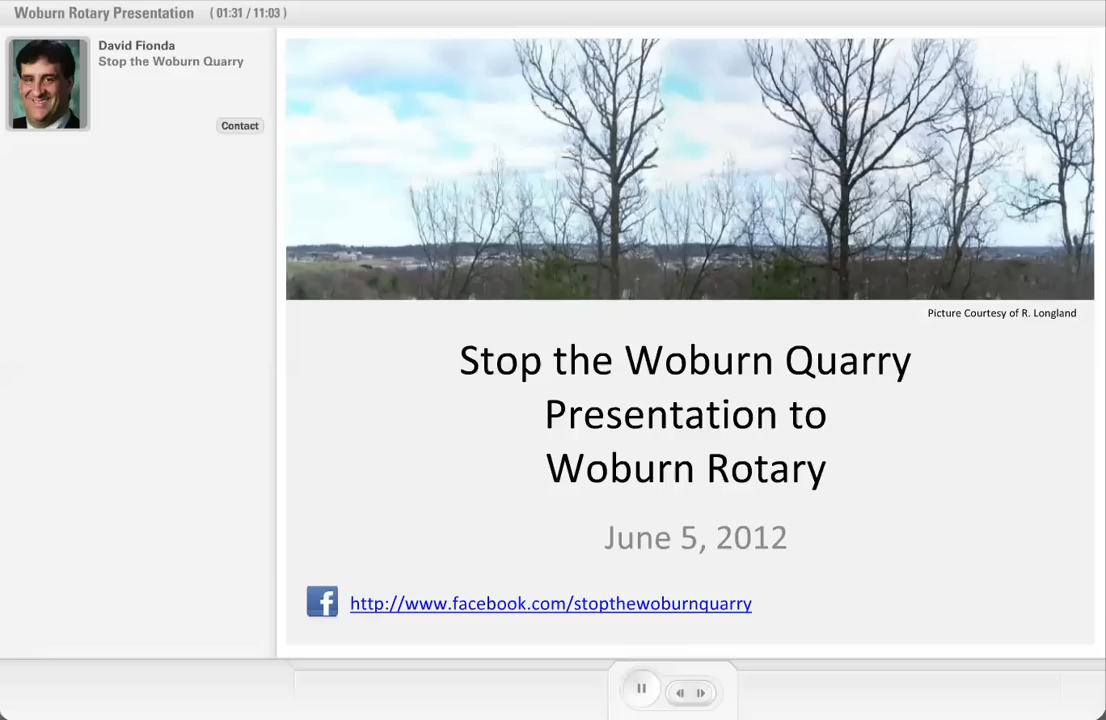 Woburn Rotary Presentation ( 01:31 / 11:03 )
David Fionda
Stop the Woburn Quarry
Contact
Picture Courtesy of R. Longland
Stop the Woburn Quarry
Presentation to
Woburn Rotary
June 5, 2012
f http://www.facebook.com/stopthewoburnquarry